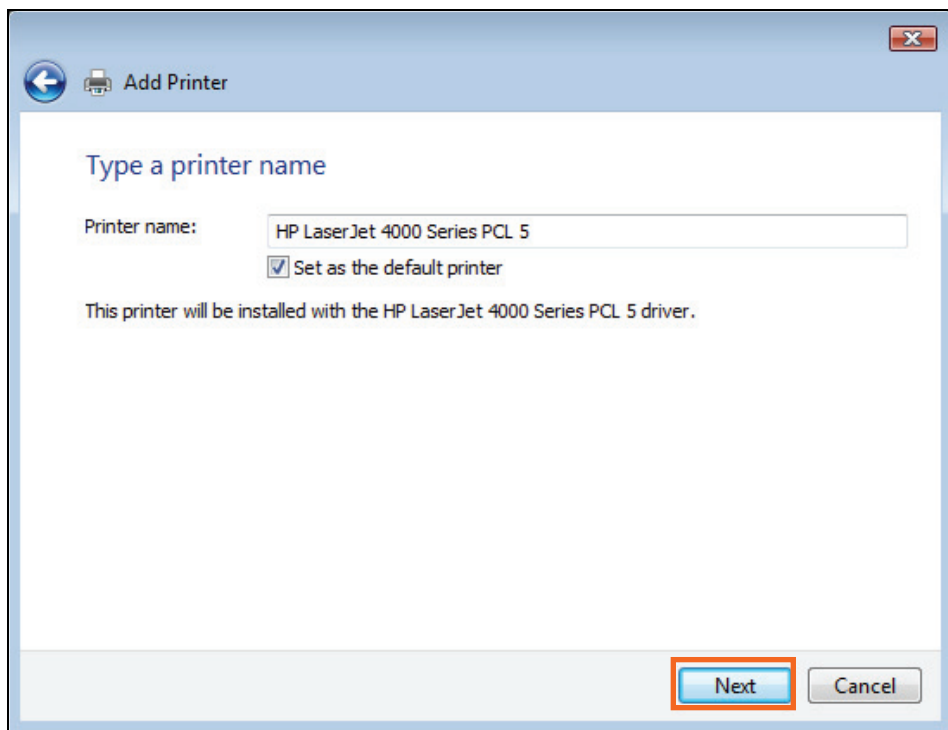 Add Printer
Type a printer name
Printer name:
HP LaserJet 4000 Series PCL 5
Set as the default printer
This printer will be installed with the HP LaserJet 4000 Series PCL 5 driver.
Next
Cancel